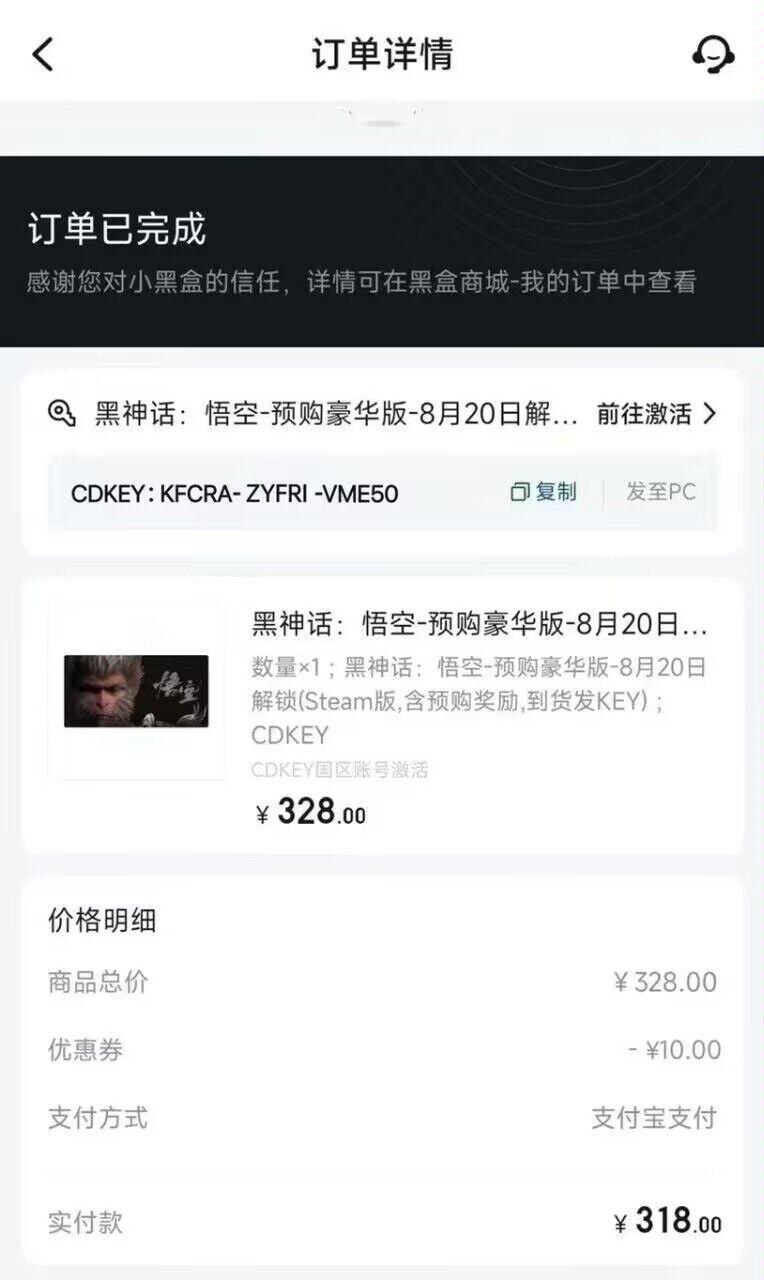 订单详情
订单已完成
感谢您对小黑盒的信任，详情可在黑盒商城-我的订单中查看
黑神话：悟空-预购豪华版-8月20日解... 前往激活
CDKEY: KFCRA- ZYFRI -VME50 复制 发至PC
黑神话：悟空-预购豪华版-8月20日...
悟空
数量×1；黑神话：悟空-预购豪华版-8月20日
解锁(Steam版,含预购奖励,到货发KEY)；
CDKEY
CDKEY国区账号激活
¥ 328.00
价格明细
商品总价 ¥ 328.00
优惠券 - ¥10.00
支付方式 支付宝支付
实付款 ¥ 318.00